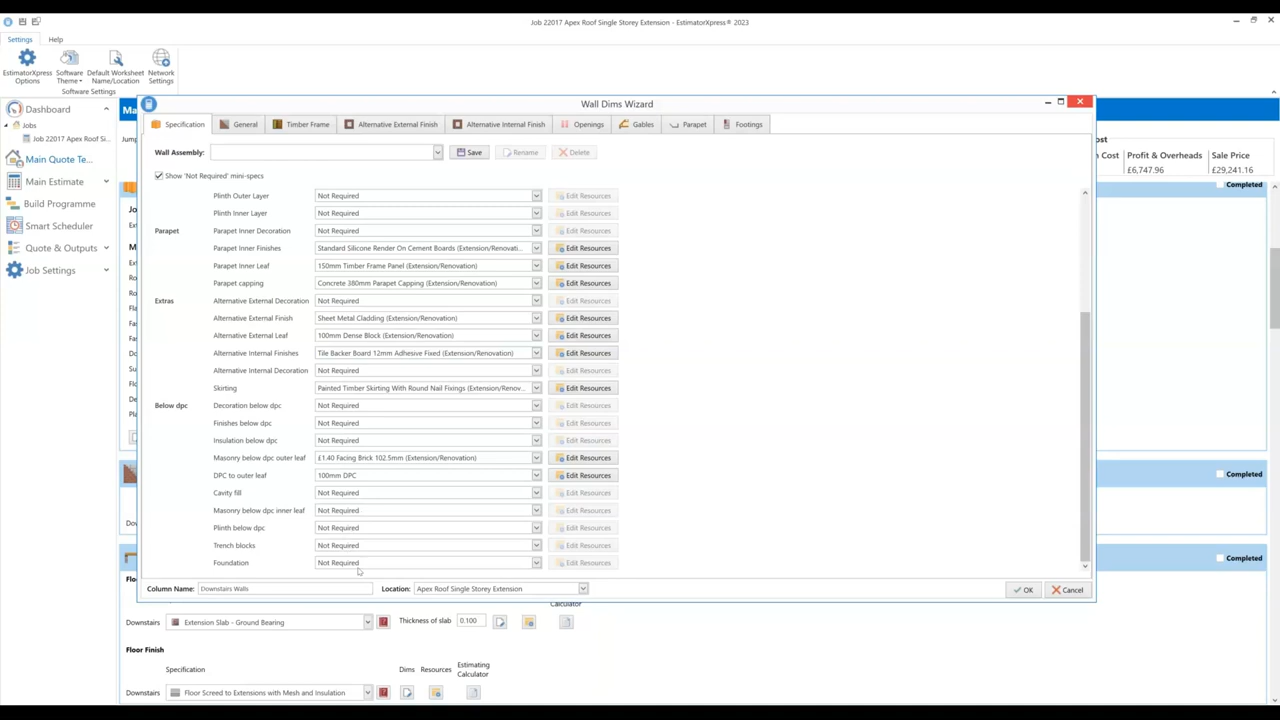 Job 22017 Apex Roof Single Storey Extension - EstimatorXpress® 2023
Settings Help
EstimatorXpress Options
Software Theme
Default Worksheet Name/Location
Network Settings
Software Settings
Dashboard
Jobs
Job 22017 Apex Roof Si...
Main Quote Te...
Main Estimate
Build Programme
Smart Scheduler
Quote & Outputs
Job Settings
Wall Dims Wizard
Specification General Timber Frame Alternative External Finish Alternative Internal Finish Openings Gables Parapet Footings
Wall Assembly: Save Rename Delete
Show 'Not Required' mini-specs
Plinth Outer Layer Not Required Edit Resources
Plinth Inner Layer Not Required Edit Resources
Parapet Parapet Inner Decoration Not Required Edit Resources
Parapet Inner Finishes Standard Silicone Render On Cement Boards (Extension/Renovati... Edit Resources
Parapet Inner Leaf 150mm Timber Frame Panel (Extension/Renovation) Edit Resources
Parapet capping Concrete 380mm Parapet Capping (Extension/Renovation) Edit Resources
Extras Alternative External Decoration Not Required Edit Resources
Alternative External Finish Sheet Metal Cladding (Extension/Renovation) Edit Resources
Alternative External Leaf 100mm Dense Block (Extension/Renovation) Edit Resources
Alternative Internal Finishes Tile Backer Board 12mm Adhesive Fixed (Extension/Renovation) Edit Resources
Alternative Internal Decoration Not Required Edit Resources
Skirting Painted Timber Skirting With Round Nail Fixings (Extension/Renov... Edit Resources
Below dpc Decoration below dpc Not Required Edit Resources
Finishes below dpc Not Required Edit Resources
Insulation below dpc Not Required Edit Resources
Masonry below dpc outer leaf £1.40 Facing Brick 102.5mm (Extension/Renovation) Edit Resources
DPC to outer leaf 100mm DPC Edit Resources
Cavity fill Not Required Edit Resources
Masonry below dpc inner leaf Not Required Edit Resources
Plinth below dpc Not Required Edit Resources
Trench blocks Not Required Edit Resources
Foundation Not Required Edit Resources
Column Name: Downstairs Walls Location: Apex Roof Single Storey Extension OK Cancel
Cost Profit & Overheads Sale Price
£6,747.96 £29,241.16
Completed
Completed
Completed
Calculator
Downstairs Extension Slab - Ground Bearing Thickness of slab 0.100
Floor Finish
Specification Dims Resources Estimating Calculator
Downstairs Floor Screed to Extensions with Mesh and Insulation